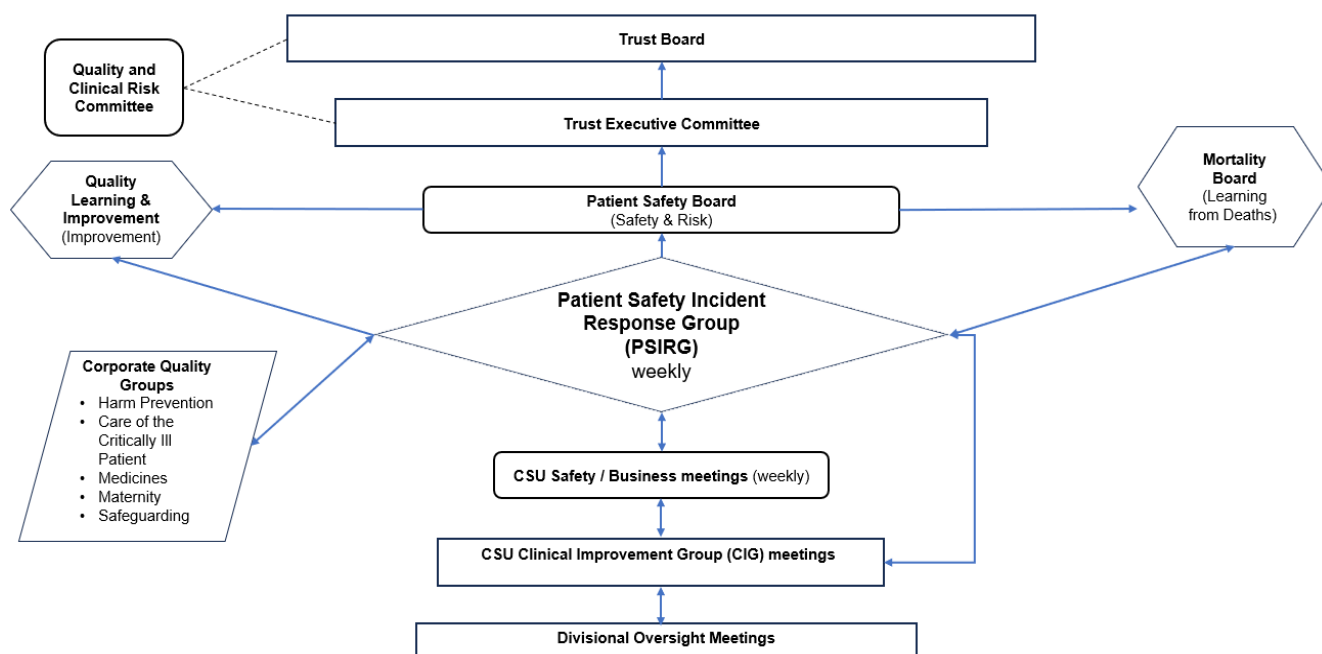 Trust Board
Quality and
Clinical Risk
Committee
Trust Executive Committee
Quality
Learning &
Improvement
(Improvement)
Patient Safety Board
(Safety & Risk)
Mortality
Board
(Learning
from Deaths)
Patient Safety Incident
Response Group
(PSIRG)
weekly
Corporate Quality
Groups
• Harm Prevention
• Care of the
Critically Ill
Patient
• Medicines
• Maternity
• Safeguarding
CSU Safety / Business meetings (weekly)
CSU Clinical Improvement Group (CIG) meetings
Divisional Oversight Meetings